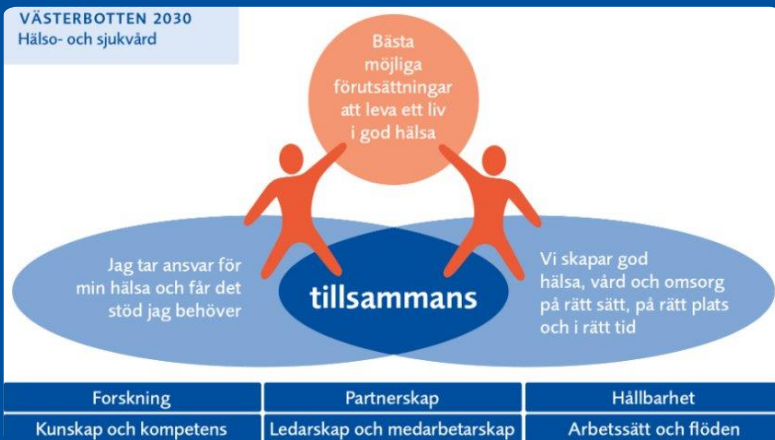 VÄSTERBOTTEN 2030
Hälso- och sjukvård
Bästa
möjliga
förutsättningar
att leva ett liv
i god hälsa
Jag tar ansvar för
min hälsa och får det
stöd jag behöver
tillsammans
Vi skapar god
hälsa, vård och omsorg
på rätt sätt, på rätt plats
och i rätt tid
Forskning
Partnerskap
Hållbarhet
Kunskap och kompetens
Ledarskap och medarbetarskap
Arbetssätt och flöden